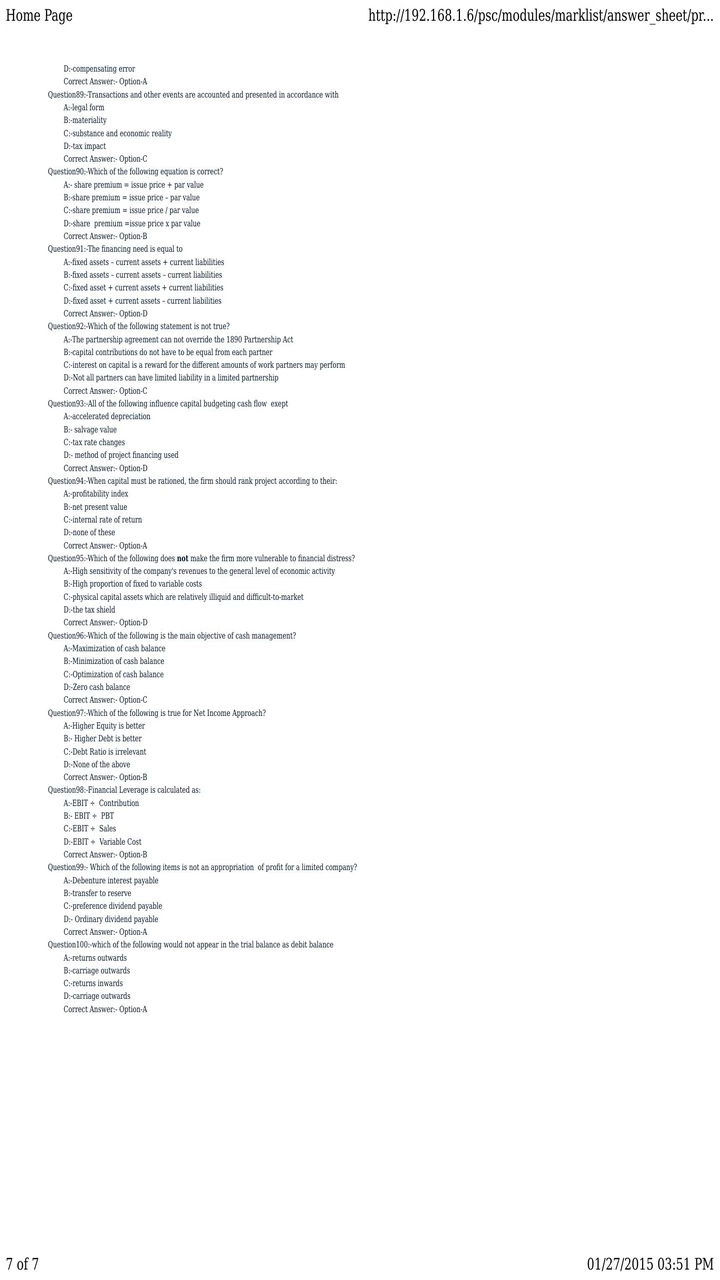 Home Page http://192.168.1.6/psc/modules/marklist/answer_sheet/pr...
D:-compensating error
Correct Answer:- Option-A
Question89:-Transactions and other events are accounted and presented in accordance with
A:-legal form
B:-materiality
C:-substance and economic reality
D:-tax impact
Correct Answer:- Option-C
Question90:-Which of the following equation is correct?
A:- share premium = issue price + par value
B:-share premium = issue price – par value
C:-share premium = issue price / par value
D:-share  premium =issue price x par value
Correct Answer:- Option-B
Question91:-The financing need is equal to
A:-fixed assets – current assets + current liabilities
B:-fixed assets – current assets – current liabilities
C:-fixed asset + current assets + current liabilities
D:-fixed asset + current assets – current liabilities
Correct Answer:- Option-D
Question92:-Which of the following statement is not true?
A:-The partnership agreement can not override the 1890 Partnership Act
B:-capital contributions do not have to be equal from each partner
C:-interest on capital is a reward for the different amounts of work partners may perform
D:-Not all partners can have limited liability in a limited partnership
Correct Answer:- Option-C
Question93:-All of the following influence capital budgeting cash flow  exept
A:-accelerated depreciation
B:- salvage value
C:-tax rate changes
D:- method of project financing used
Correct Answer:- Option-D
Question94:-When capital must be rationed, the firm should rank project according to their:
A:-profitability index
B:-net present value
C:-internal rate of return
D:-none of these
Correct Answer:- Option-A
Question95:-Which of the following does not make the firm more vulnerable to financial distress?
A:-High sensitivity of the company's revenues to the general level of economic activity
B:-High proportion of fixed to variable costs
C:-physical capital assets which are relatively illiquid and difficult-to-market
D:-the tax shield
Correct Answer:- Option-D
Question96:-Which of the following is the main objective of cash management?
A:-Maximization of cash balance
B:-Minimization of cash balance
C:-Optimization of cash balance
D:-Zero cash balance
Correct Answer:- Option-C
Question97:-Which of the following is true for Net Income Approach?
A:-Higher Equity is better
B:- Higher Debt is better
C:-Debt Ratio is irrelevant
D:-None of the above
Correct Answer:- Option-B
Question98:-Financial Leverage is calculated as:
A:-EBIT ÷  Contribution
B:- EBIT ÷  PBT
C:-EBIT ÷  Sales
D:-EBIT ÷  Variable Cost
Correct Answer:- Option-B
Question99:- Which of the following items is not an appropriation  of profit for a limited company?
A:-Debenture interest payable
B:-transfer to reserve
C:-preference dividend payable
D:- Ordinary dividend payable
Correct Answer:- Option-A
Question100:-which of the following would not appear in the trial balance as debit balance
A:-returns outwards
B:-carriage outwards
C:-returns inwards
D:-carriage outwards
Correct Answer:- Option-A
7 of 7 01/27/2015 03:51 PM